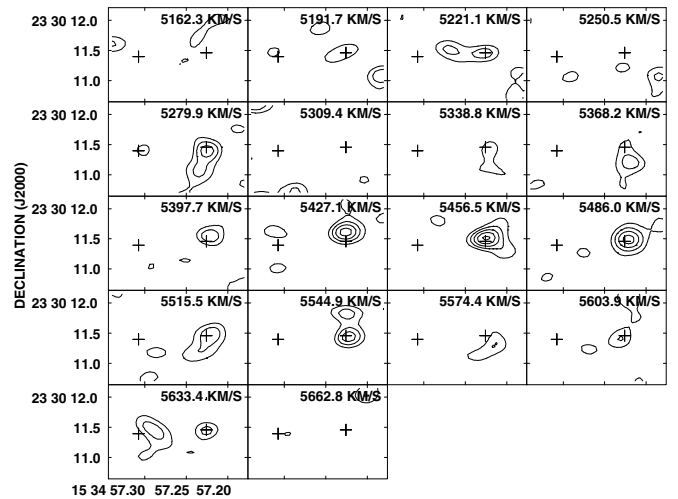 23 30 12.0 5162.3 KM/S 5191.7 KM/S 5221.1 KM/S 5250.5 KM/S
11.5
11.0
23 30 12.0 5279.9 KM/S 5309.4 KM/S 5338.8 KM/S 5368.2 KM/S
11.5
11.0
DECLINATION (J2000)
23 30 12.0 5397.7 KM/S 5427.1 KM/S 5456.5 KM/S 5486.0 KM/S
11.5
11.0
23 30 12.0 5515.5 KM/S 5544.9 KM/S 5574.4 KM/S 5603.9 KM/S
11.5
11.0
23 30 12.0 5633.4 KM/S 5662.8 KM/S
11.5
11.0
15 34 57.30 57.25 57.20